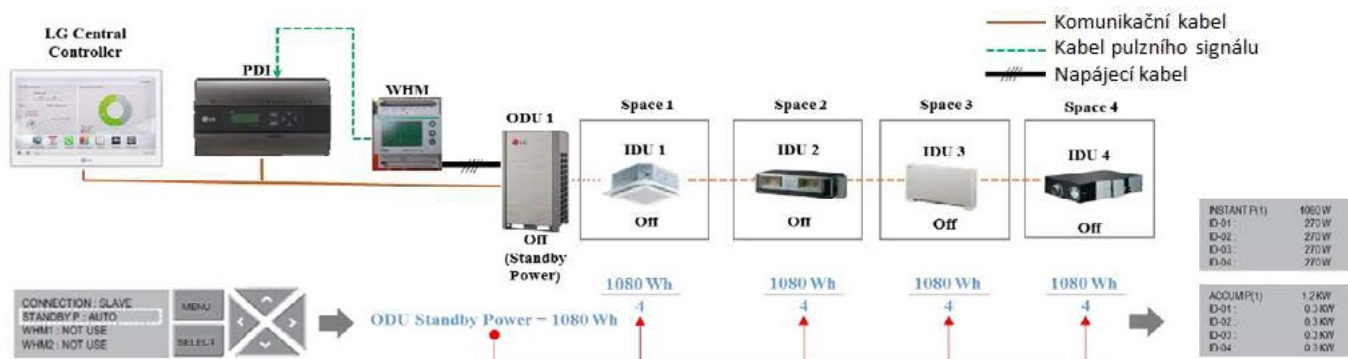 Komunikační kabel
Kabel pulzního signálu
Napájecí kabel
LG Central
Controller
PDI
WHM
ODU 1
Off
(Standby
Power)
Space 1
IDU 1
Off
Space 2
IDU 2
Off
Space 3
IDU 3
Off
Space 4
IDU 4
Off
CONNECTION : SLAVE
STANDBY P : AUTO
WHM1 : NOT USE
WHM2 : NOT USE
MENU
SELECT
ODU Standby Power = 1080 Wh
1080 Wh
4
1080 Wh
4
1080 Wh
4
1080 Wh
4
INSTANT P(1) 1080 W
ID-01 : 270 W
ID-02 : 270 W
ID-03 : 270 W
ID-04 : 270 W
ACCUM P(1) 1.2 KW
ID-01 : 0.3 KW
ID-02 : 0.3 KW
ID-03 : 0.3 KW
ID-04 : 0.3 KW